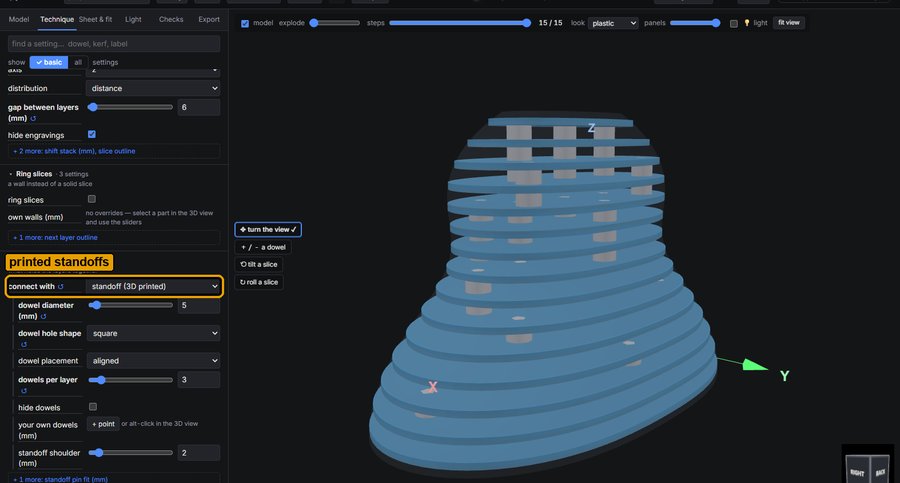 Model Technique Sheet & fit Light Checks Export
model explode steps 15 / 15 look plastic panels light fit view
find a setting... dowel, kerf, label
show ✓ basic all settings
axis z
distribution distance
gap between layers (mm) ↺ 6
hide engravings
+ 2 more: shift stack (mm), slice outline
Ring slices · 3 settings
a wall instead of a solid slice
ring slices
own walls (mm) no overrides — select a part in the 3D view
and use the sliders
+ 1 more: next layer outline
printed standoffs
connect with ↺ standoff (3D printed)
dowel diameter (mm) ↺ 5
dowel hole shape ↺ square
dowel placement aligned
dowels per layer ↺ 3
hide dowels
your own dowels (mm) + point or alt-click in the 3D view
standoff shoulder (mm) 2
+ 1 more: standoff pin fit (mm)
✥ turn the view ✓
+ / - a dowel
⟲ tilt a slice
↻ roll a slice
Z
X
Y
RIGHT BACK